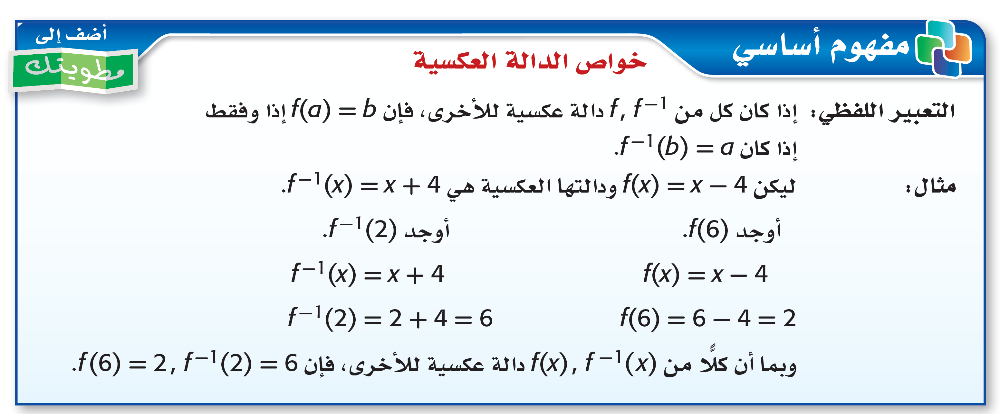 مفهوم أساسي
أضف إلى
مطويتك
خواص الدالة العكسية
التعبير اللفظي: إذا كان كل من f, f⁻¹ دالة عكسية للأخرى، فإن f(a) = b إذا وفقط
إذا كان f⁻¹(b) = a.
مثال: ليكن f(x) = x − 4 ودالتها العكسية هي f⁻¹(x) = x + 4.
أوجد f(6). أوجد f⁻¹(2).
f(x) = x − 4 f⁻¹(x) = x + 4
f(6) = 6 − 4 = 2 f⁻¹(2) = 2 + 4 = 6
وبما أن كلًّا من f(x), f⁻¹(x) دالة عكسية للأخرى، فإن f(6) = 2, f⁻¹(2) = 6.